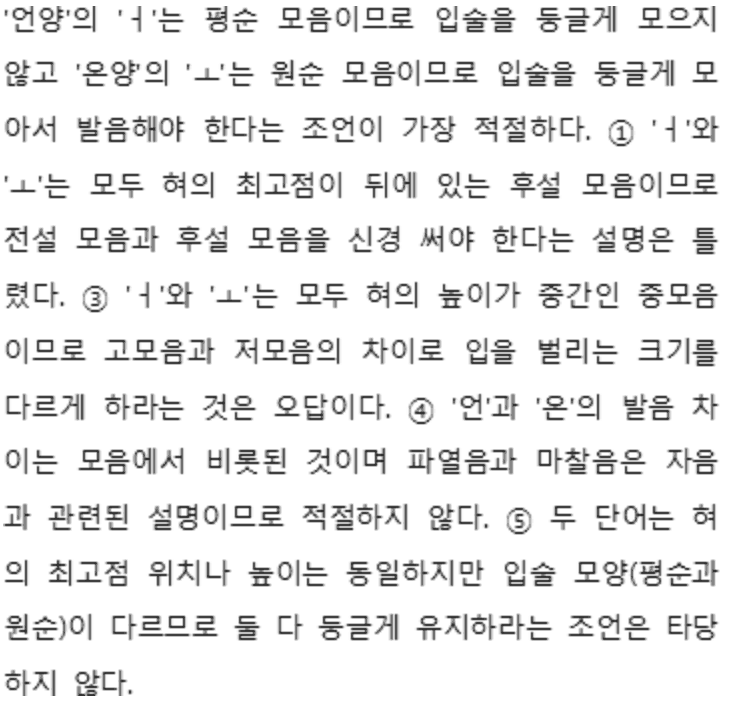 '언양'의 'ㅓ'는 평순 모음이므로 입술을 둥글게 모으지
않고 '온양'의 'ㅗ'는 원순 모음이므로 입술을 둥글게 모
아서 발음해야 한다는 조언이 가장 적절하다. ① 'ㅓ'와
'ㅗ'는 모두 혀의 최고점이 뒤에 있는 후설 모음이므로
전설 모음과 후설 모음을 신경 써야 한다는 설명은 틀
렸다. ③ 'ㅓ'와 'ㅗ'는 모두 혀의 높이가 중간인 중모음
이므로 고모음과 저모음의 차이로 입을 벌리는 크기를
다르게 하라는 것은 오답이다. ④ '언'과 '온'의 발음 차
이는 모음에서 비롯된 것이며 파열음과 마찰음은 자음
과 관련된 설명이므로 적절하지 않다. ⑤ 두 단어는 혀
의 최고점 위치나 높이는 동일하지만 입술 모양(평순과
원순)이 다르므로 둘 다 둥글게 유지하라는 조언은 타당
하지 않다.